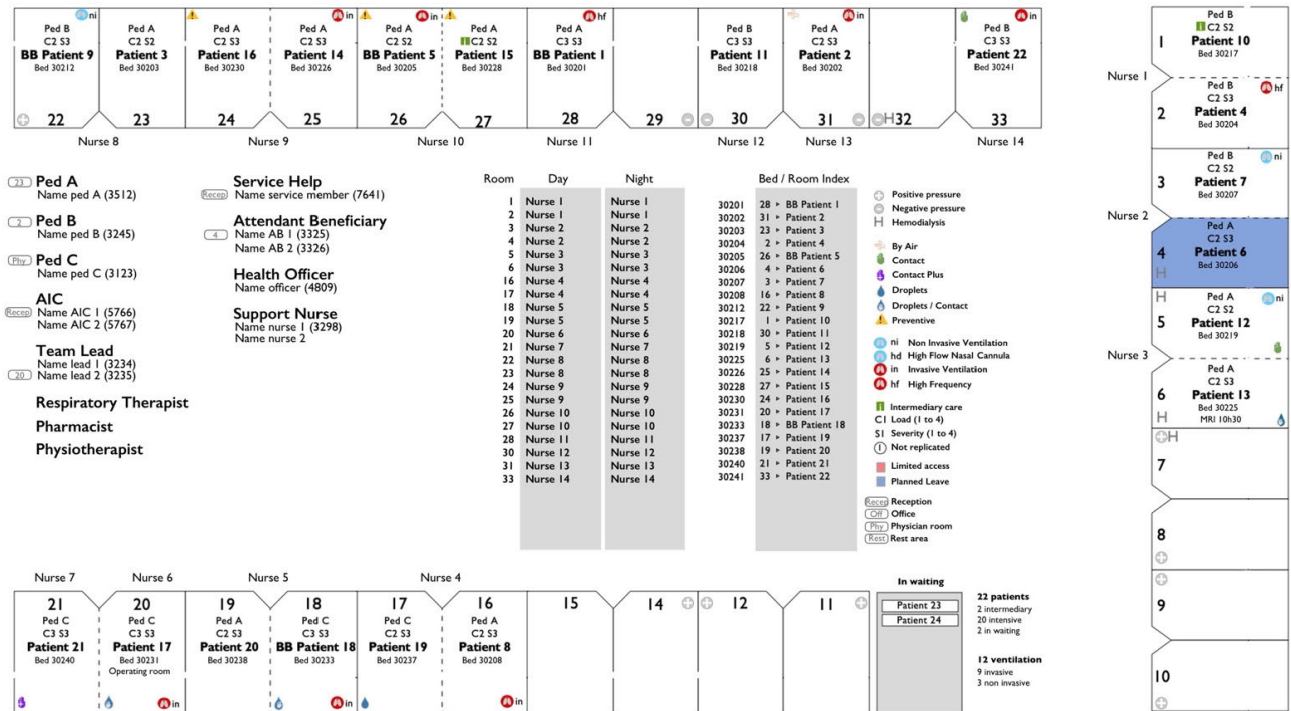 ni
Ped B
C2 S3
BB Patient 9
Bed 30212
22
Ped A
C2 S2
Patient 3
Bed 30203
23
Ped A
C2 S3
Patient 16
Bed 30230
24
in
Ped A
C2 S3
Patient 14
Bed 30226
25
in
Ped A
C2 S2
BB Patient 5
Bed 30205
26
Ped A
C2 S2
Patient 15
Bed 30228
27
hf
Ped A
C3 S3
BB Patient 1
Bed 30201
28
29
Ped B
C3 S3
Patient 11
Bed 30218
30
in
Ped A
C2 S3
Patient 2
Bed 30202
31
H 32
in
Ped B
C3 S3
Patient 22
Bed 30241
33
Nurse 8
Nurse 9
Nurse 10
Nurse 11
Nurse 12
Nurse 13
Nurse 14
23 Ped A
Name ped A (3512)
2 Ped B
Name ped B (3245)
Phy Ped C
Name ped C (3123)
AIC
Recep Name AIC 1 (5766)
Name AIC 2 (5767)
Team Lead
Name lead 1 (3234)
20 Name lead 2 (3235)
Respiratory Therapist
Pharmacist
Physiotherapist
Service Help
Recep Name service member (7641)
Attendant Beneficiary
4 Name AB 1 (3325)
Name AB 2 (3326)
Health Officer
Name officer (4809)
Support Nurse
Name nurse 1 (3298)
Name nurse 2
Room Day Night
1 Nurse 1 Nurse 1
2 Nurse 1 Nurse 1
3 Nurse 2 Nurse 2
4 Nurse 2 Nurse 2
5 Nurse 3 Nurse 3
6 Nurse 3 Nurse 3
16 Nurse 4 Nurse 4
17 Nurse 4 Nurse 4
18 Nurse 5 Nurse 5
19 Nurse 5 Nurse 5
20 Nurse 6 Nurse 6
21 Nurse 7 Nurse 7
22 Nurse 8 Nurse 8
23 Nurse 8 Nurse 8
24 Nurse 9 Nurse 9
25 Nurse 9 Nurse 9
26 Nurse 10 Nurse 10
27 Nurse 10 Nurse 10
28 Nurse 11 Nurse 11
30 Nurse 12 Nurse 12
31 Nurse 13 Nurse 13
33 Nurse 14 Nurse 14
Bed / Room Index
30201 28 ▸ BB Patient 1
30202 31 ▸ Patient 2
30203 23 ▸ Patient 3
30204 2 ▸ Patient 4
30205 26 ▸ BB Patient 5
30206 4 ▸ Patient 6
30207 3 ▸ Patient 7
30208 16 ▸ Patient 8
30212 22 ▸ Patient 9
30217 1 ▸ Patient 10
30218 30 ▸ Patient 11
30219 5 ▸ Patient 12
30225 6 ▸ Patient 13
30226 25 ▸ Patient 14
30228 27 ▸ Patient 15
30230 24 ▸ Patient 16
30231 20 ▸ Patient 17
30233 18 ▸ BB Patient 18
30237 17 ▸ Patient 19
30238 19 ▸ Patient 20
30240 21 ▸ Patient 21
30241 33 ▸ Patient 22
Positive pressure
Negative pressure
H Hemodialysis
By Air
Contact
Contact Plus
Droplets
Droplets / Contact
Preventive
ni Non Invasive Ventilation
hd High Flow Nasal Cannula
in Invasive Ventilation
hf High Frequency
Intermediary care
C1 Load (1 to 4)
S1 Severity (1 to 4)
1 Not replicated
Limited access
Planned Leave
Recep Reception
Off Office
Phy Physician room
Rest Rest area
Nurse 1
Nurse 2
Nurse 3
1
Ped B
C2 S2
Patient 10
Bed 30217
2
hf
Ped B
C2 S3
Patient 4
Bed 30204
3
ni
Ped B
C2 S2
Patient 7
Bed 30207
4
H
Ped A
C2 S3
Patient 6
Bed 30206
H
5
ni
Ped A
C2 S2
Patient 12
Bed 30219
6
H
Ped A
C2 S3
Patient 13
Bed 30225
MRI 10h30
H
7
8
9
10
Nurse 7
Nurse 6
Nurse 5
Nurse 4
21
Ped C
C3 S3
Patient 21
Bed 30240
20
Ped C
C3 S3
Patient 17
Bed 30231
Operating room
in
19
Ped A
C2 S3
Patient 20
Bed 30238
18
Ped C
C3 S3
BB Patient 18
Bed 30233
in
17
Ped C
C2 S3
Patient 19
Bed 30237
16
Ped A
C2 S3
Patient 8
Bed 30208
in
15
14
12
11
In waiting
Patient 23
Patient 24
22 patients
2 intermediary
20 intensive
2 in waiting
12 ventilation
9 invasive
3 non invasive